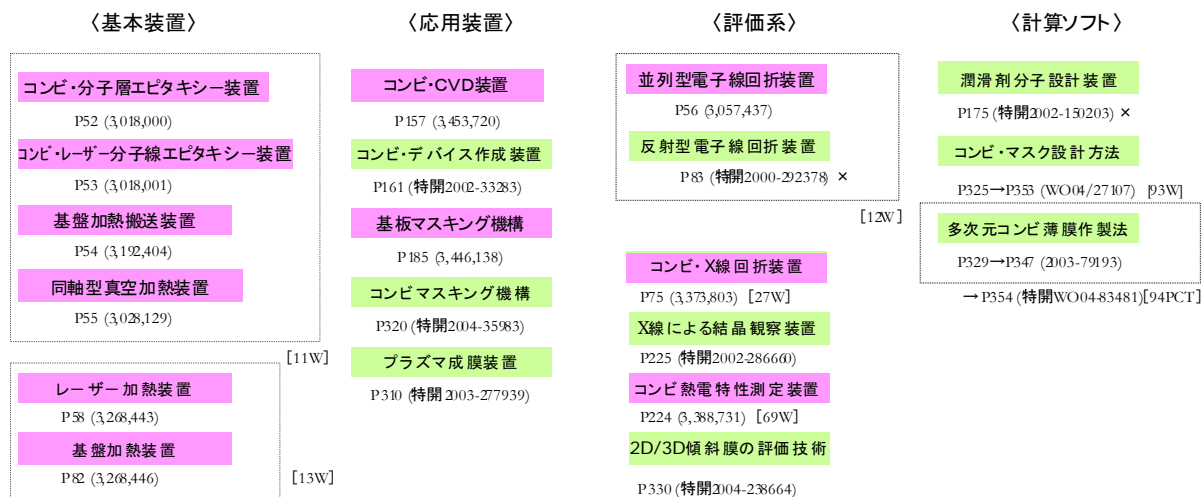 〈基本装置〉
コンビ・分子層エピタキシー装置
P52 (3,018,000)
コンビ・レーザー分子線エピタキシー装置
P53 (3,018,001)
基盤加熱搬送装置
P54 (3,192,404)
同軸型真空加熱装置
P55 (3,028,129)
[11W]
レーザー加熱装置
P58 (3,268,443)
基盤加熱装置
P82 (3,268,446)
[13W]
〈応用装置〉
コンビ・CVD装置
P157 (3,453,720)
コンビ・デバイス作成装置
P161 (特開2002-33283)
基板マスキング機構
P185 (3,446,138)
コンビマスキング機構
P320 (特開2004-35983)
プラズマ成膜装置
P310 (特開2003-277939)
〈評価系〉
並列型電子線回折装置
P56 (3,057,437)
反射型電子線回折装置
P83 (特開2000-292378) ×
[12W]
コンビ・X線回折装置
P75 (3,373,803) [27W]
X線による結晶観察装置
P225 (特開2002-286660)
コンビ熱電特性測定装置
P224 (3,388,731) [69W]
2D/3D傾斜膜の評価技術
P330 (特開2004-238664)
〈計算ソフト〉
潤滑剤分子設計装置
P175 (特開2002-150203) ×
コンビ・マスク設計方法
P325→P353 (WO04/27107) [93W]
多次元コンビ薄膜作製法
P329→P347 (2003-79193)
→P354 (特開WO04-83481)[94PCT]